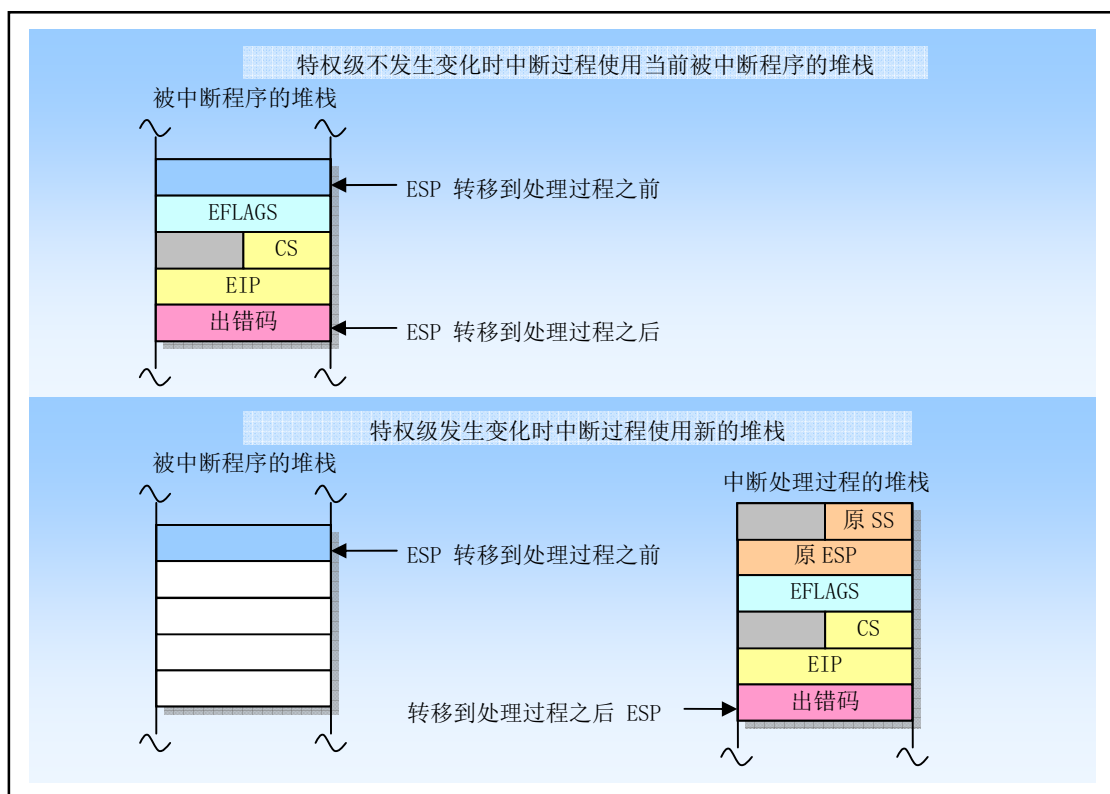 特权级不发生变化时中断过程使用当前被中断程序的堆栈
被中断程序的堆栈
ESP 转移到处理过程之前
EFLAGS
CS
EIP
出错码
ESP 转移到处理过程之后
特权级发生变化时中断过程使用新的堆栈
被中断程序的堆栈
中断处理过程的堆栈
原 SS
ESP 转移到处理过程之前
原 ESP
EFLAGS
CS
EIP
出错码
转移到处理过程之后 ESP